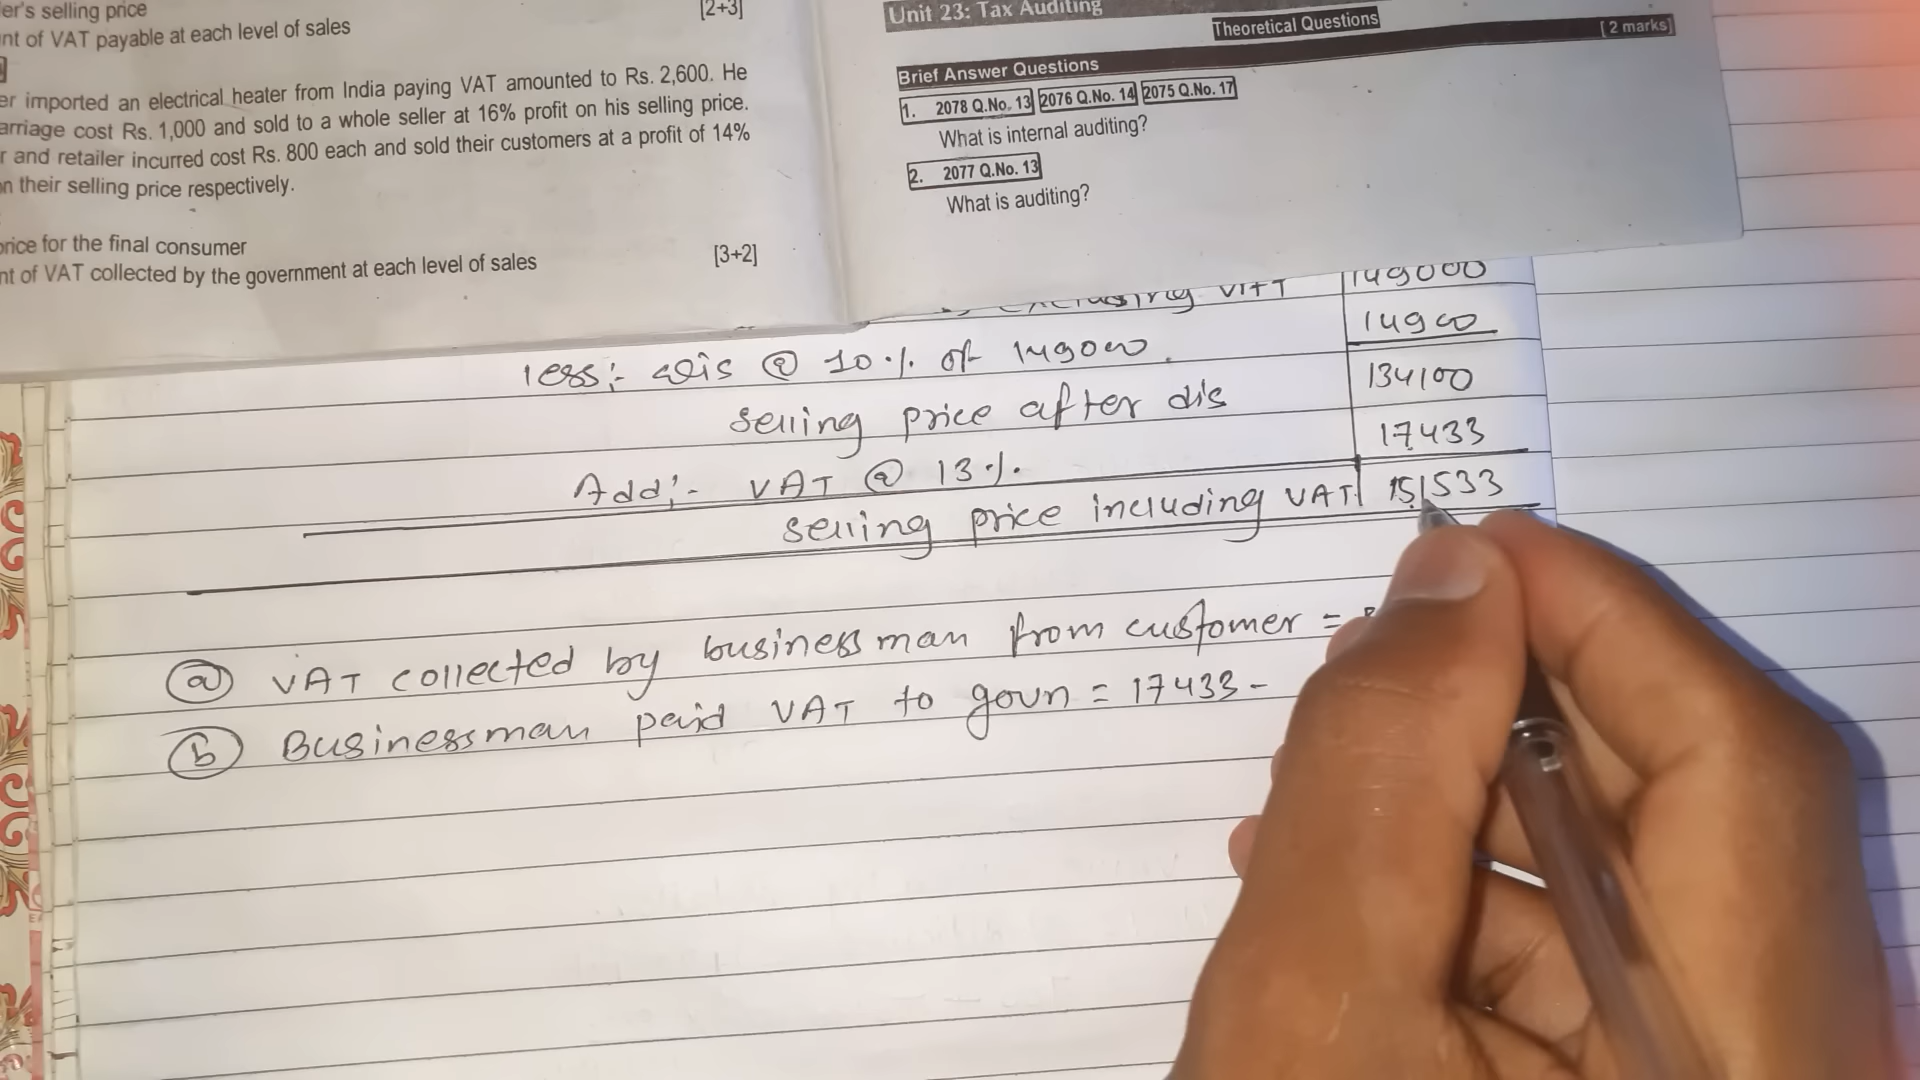 er's selling price [2+3]
nt of VAT payable at each level of sales
er imported an electrical heater from India paying VAT amounted to Rs. 2,600. He
arriage cost Rs. 1,000 and sold to a whole seller at 16% profit on his selling price.
r and retailer incurred cost Rs. 800 each and sold their customers at a profit of 14%
n their selling price respectively.
price for the final consumer
nt of VAT collected by the government at each level of sales [3+2]
Unit 23: Tax Auditing
Theoretical Questions
Brief Answer Questions [2 marks]
1. 2078 Q.No. 13 2076 Q.No. 14 2075 Q.No. 17
What is internal auditing?
2. 2077 Q.No. 13
What is auditing?
excluding VAT 149000
less:- dis @ 10% of 149000 14900
selling price after dis 134100
Add:- VAT @ 13% 17433
selling price including VAT 151533
(a) VAT collected by businessman from customer =
(b) Businessman paid VAT to govn = 17433 -